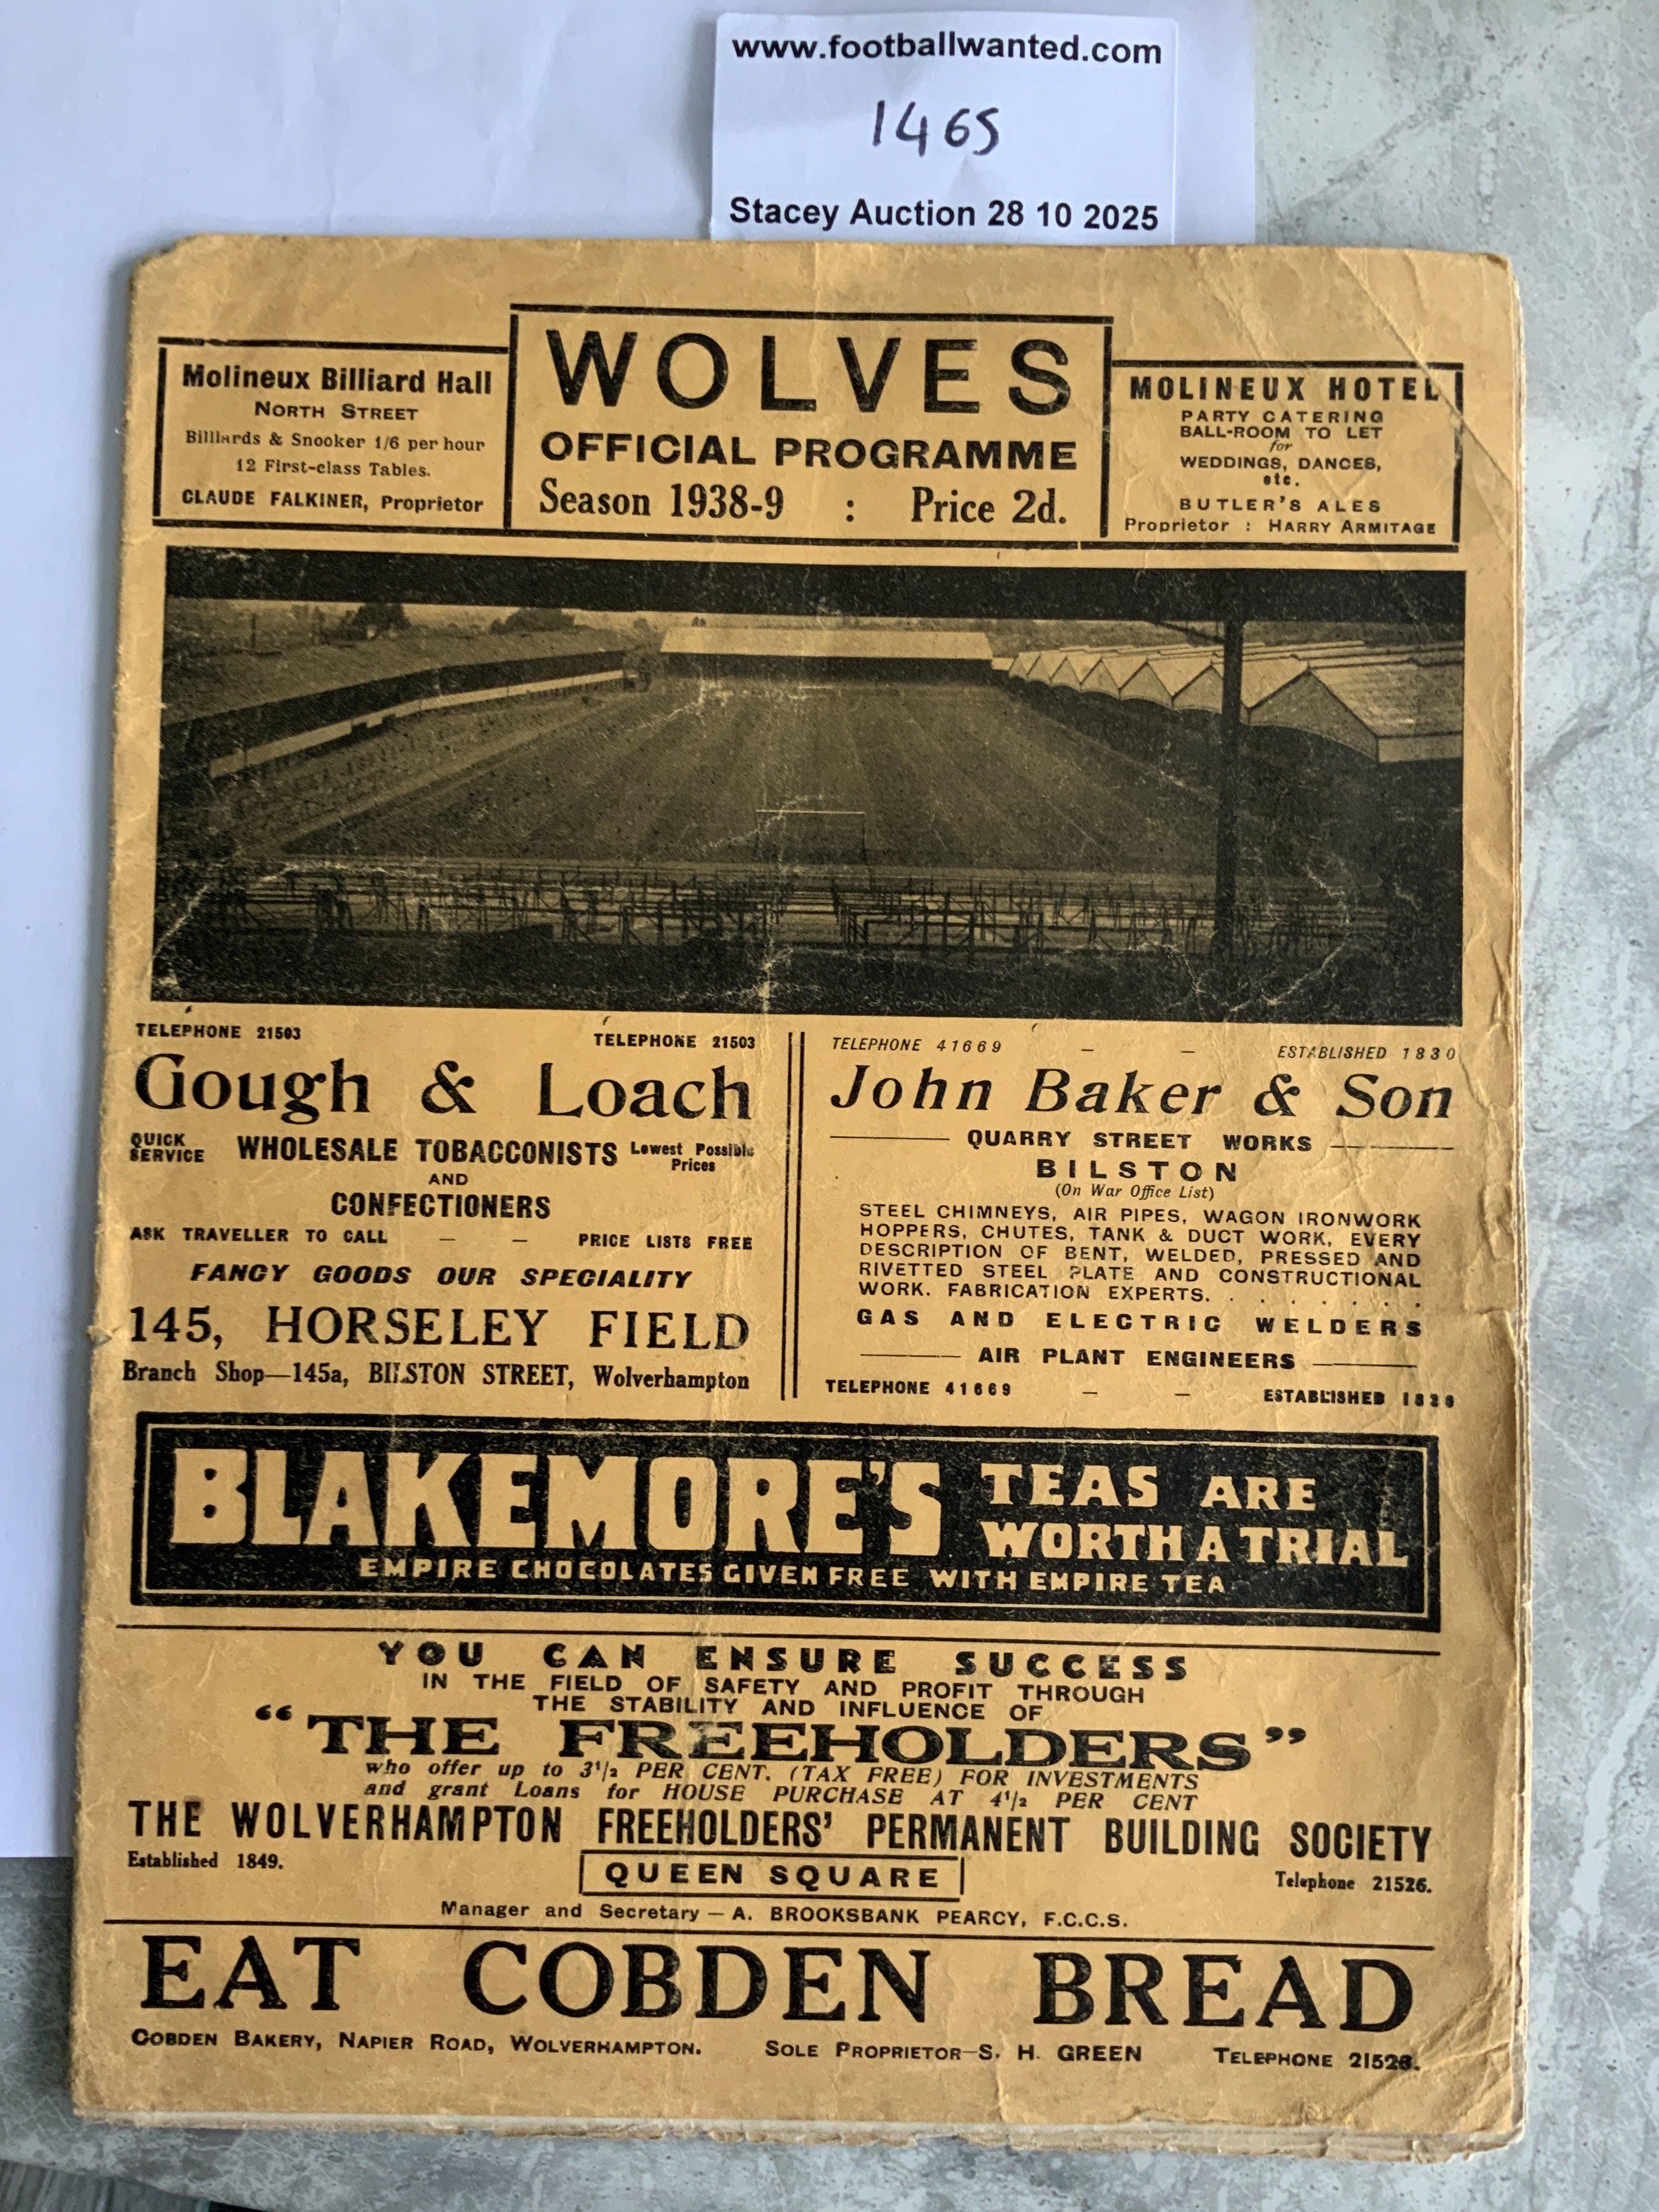 www.footballwanted.com
1465
Stacey Auction 28 10 2025
Molineux Billiard Hall
NORTH STREET
Billiards & Snooker 1/6 per hour
12 First-class Tables.
CLAUDE FALKINER, Proprietor
WOLVES
OFFICIAL PROGRAMME
Season 1938-9 : Price 2d.
MOLINEUX HOTEL
PARTY CATERING
BALL-ROOM TO LET
for
WEDDINGS, DANCES,
etc.
BUTLER'S ALES
Proprietor : HARRY ARMITAGE
TELEPHONE 21503 TELEPHONE 21503
Gough & Loach
QUICK SERVICE WHOLESALE TOBACCONISTS Lowest Possible Prices
AND
CONFECTIONERS
ASK TRAVELLER TO CALL — — PRICE LISTS FREE
FANCY GOODS OUR SPECIALITY
145, HORSELEY FIELD
Branch Shop—145a, BILSTON STREET, Wolverhampton
TELEPHONE 41669 — — ESTABLISHED 1830
John Baker & Son
QUARRY STREET WORKS
BILSTON
(On War Office List)
STEEL CHIMNEYS, AIR PIPES, WAGON IRONWORK
HOPPERS, CHUTES, TANK & DUCT WORK, EVERY
DESCRIPTION OF BENT, WELDED, PRESSED AND
RIVETTED STEEL PLATE AND CONSTRUCTIONAL
WORK. FABRICATION EXPERTS. . . . . . .
GAS AND ELECTRIC WELDERS
AIR PLANT ENGINEERS
TELEPHONE 41669 — — ESTABLISHED 1830
BLAKEMORE'S TEAS ARE
WORTH A TRIAL
EMPIRE CHOCOLATES GIVEN FREE WITH EMPIRE TEA
YOU CAN ENSURE SUCCESS
IN THE FIELD OF SAFETY AND PROFIT THROUGH
THE STABILITY AND INFLUENCE OF
"THE FREEHOLDERS"
who offer up to 3½ PER CENT. (TAX FREE) FOR INVESTMENTS
and grant Loans for HOUSE PURCHASE AT 4½ PER CENT
THE WOLVERHAMPTON FREEHOLDERS' PERMANENT BUILDING SOCIETY
Established 1849. QUEEN SQUARE Telephone 21526.
Manager and Secretary — A. BROOKSBANK PEARCY, F.C.C.S.
EAT COBDEN BREAD
COBDEN BAKERY, NAPIER ROAD, WOLVERHAMPTON. SOLE PROPRIETOR—S. H. GREEN TELEPHONE